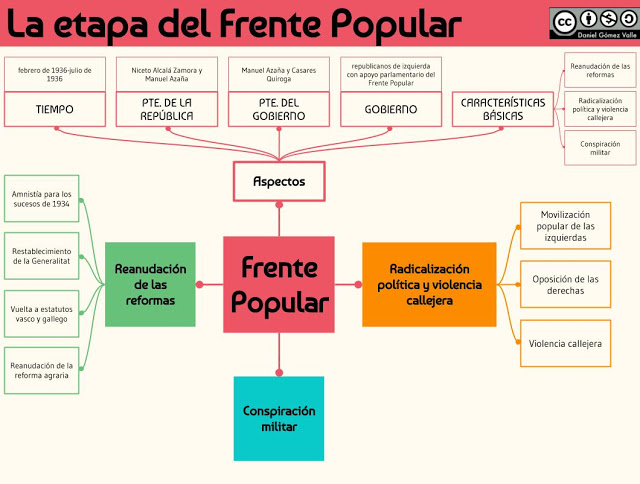 La etapa del Frente Popular
cc
BY
NC
SA
Daniel Gómez Valle
febrero de 1936-julio de
1936
TIEMPO
Niceto Alcalá Zamora y
Manuel Azaña
PTE. DE LA
REPÚBLICA
Manuel Azaña y Casares
Quiroga
PTE. DEL
GOBIERNO
republicanos de izquierda
con apoyo parlamentario del
Frente Popular
GOBIERNO
CARACTERÍSTICAS
BÁSICAS
Reanudación de las
reformas
Radicalización
política y violencia
callejera
Conspiración
militar
Aspectos
Amnistía para los
sucesos de 1934
Restablecimiento
de la Generalitat
Vuelta a estatutos
vasco y gallego
Reanudación de la
reforma agraria
Reanudación
de las
reformas
Frente
Popular
Radicalización
política y violencia
callejera
Movilización
popular de las
izquierdas
Oposición de las
derechas
Violencia callejera
Conspiración
militar